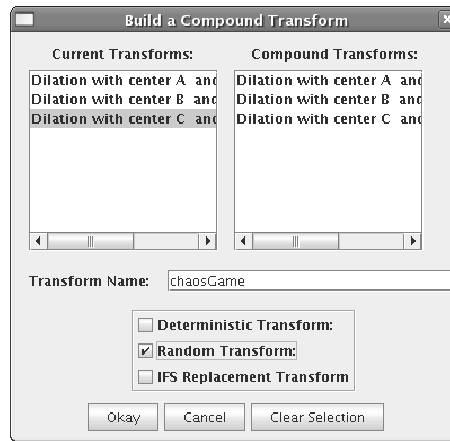 Build a Compound Transform
Current Transforms:
Compound Transforms:
Dilation with center A and
Dilation with center B and
Dilation with center C and
Dilation with center A and
Dilation with center B and
Dilation with center C and
Transform Name: chaosGame
Deterministic Transform:
Random Transform:
IFS Replacement Transform
Okay Cancel Clear Selection